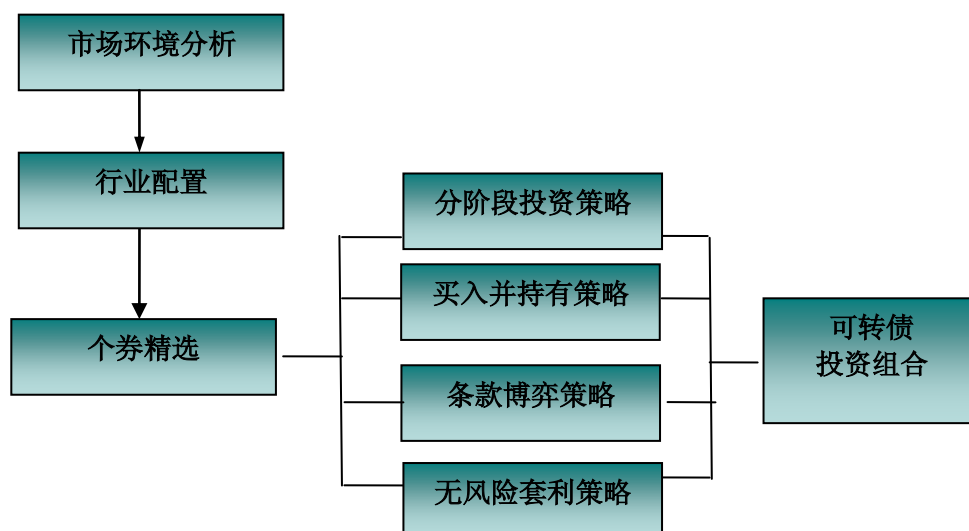 市场环境分析
行业配置
个券精选
分阶段投资策略
买入并持有策略
条款博弈策略
无风险套利策略
可转债
投资组合